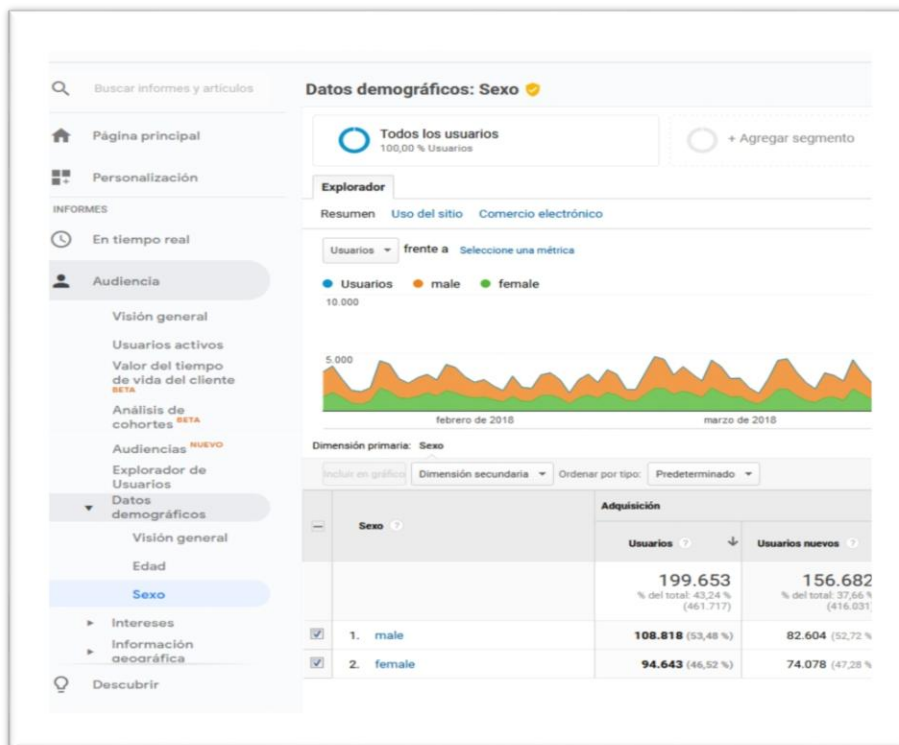 Buscar informes y artículos
Página principal
Personalización
INFORMES
En tiempo real
Audiencia
Visión general
Usuarios activos
Valor del tiempo
de vida del cliente
BETA
Análisis de
cohortes BETA
Audiencias NUEVO
Explorador de
Usuarios
Datos
demográficos
Visión general
Edad
Sexo
Intereses
Información
geográfica
Descubrir
Datos demográficos: Sexo
Todos los usuarios
100,00 % Usuarios
+ Agregar segmento
Explorador
Resumen Uso del sitio Comercio electrónico
Usuarios frente a Seleccione una métrica
Usuarios male female
10.000
5.000
febrero de 2018 marzo de 2018
Dimensión primaria: Sexo
Incluir en gráfico Dimensión secundaria Ordenar por tipo: Predeterminado
Adquisición
Sexo ? Usuarios ? Usuarios nuevos ?
199.653 156.682
% del total: 43,24 % % del total: 37,66 %
(461.717) (416.031)
1. male 108.818 (53,48 %) 82.604 (52,72 %
2. female 94.643 (46,52 %) 74.078 (47,28 %